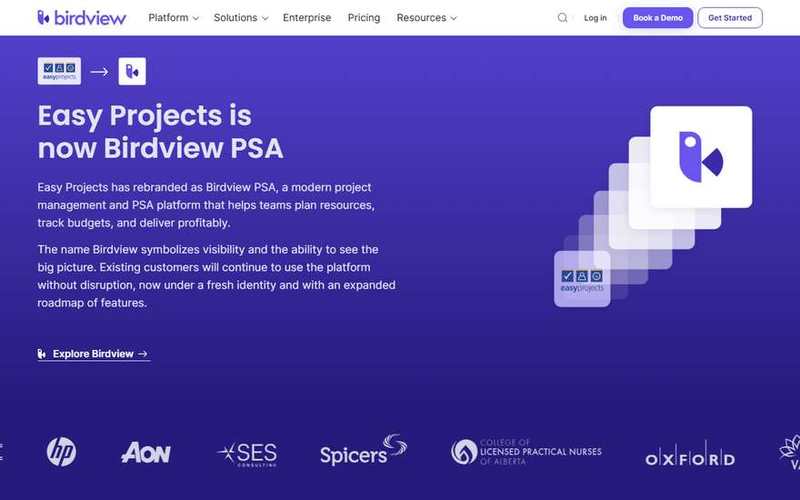 birdview
Platform Solutions Enterprise Pricing Resources Log in Book a Demo Get Started
easyprojects
Easy Projects is
now Birdview PSA
Easy Projects has rebranded as Birdview PSA, a modern project
management and PSA platform that helps teams plan resources,
track budgets, and deliver profitably.
The name Birdview symbolizes visibility and the ability to see the
big picture. Existing customers will continue to use the platform
without disruption, now under a fresh identity and with an expanded
roadmap of features.
easyprojects
Explore Birdview
hp
AON
SES
CONSULTING
Spicers
COLLEGE OF
LICENSED PRACTICAL NURSES
OF ALBERTA
OXFORD